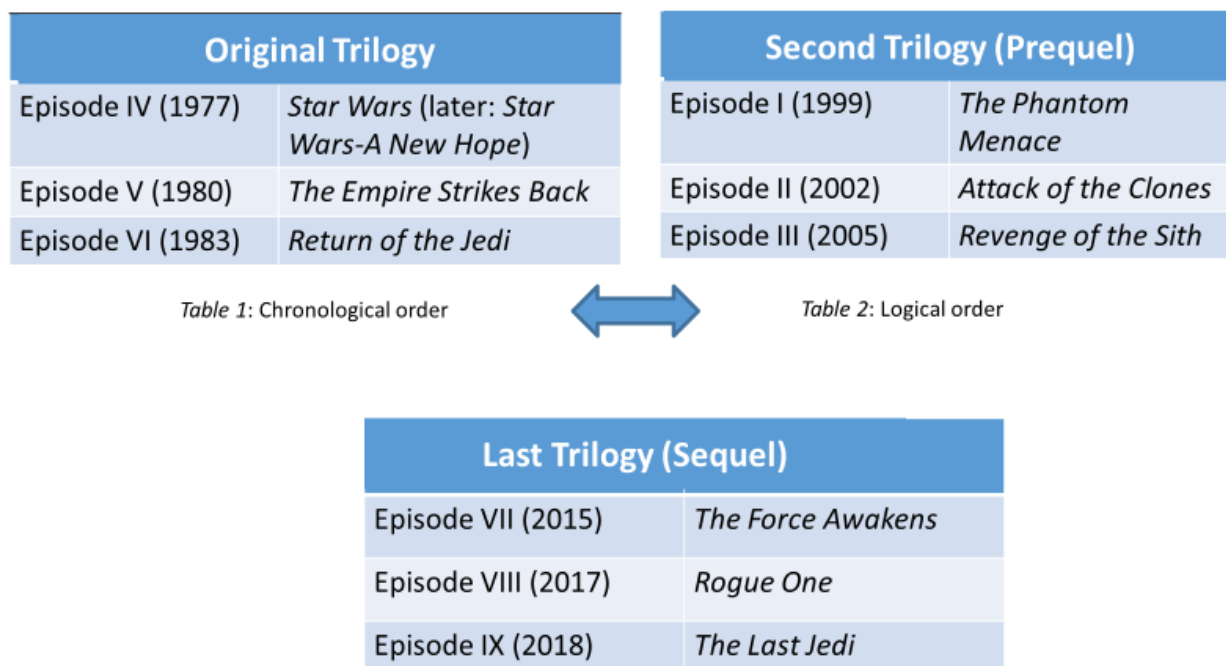 Original Trilogy
Episode IV (1977) Star Wars (later: Star
Wars-A New Hope)
Episode V (1980) The Empire Strikes Back
Episode VI (1983) Return of the Jedi
Table 1: Chronological order
Second Trilogy (Prequel)
Episode I (1999) The Phantom
Menace
Episode II (2002) Attack of the Clones
Episode III (2005) Revenge of the Sith
Table 2: Logical order
Last Trilogy (Sequel)
Episode VII (2015) The Force Awakens
Episode VIII (2017) Rogue One
Episode IX (2018) The Last Jedi